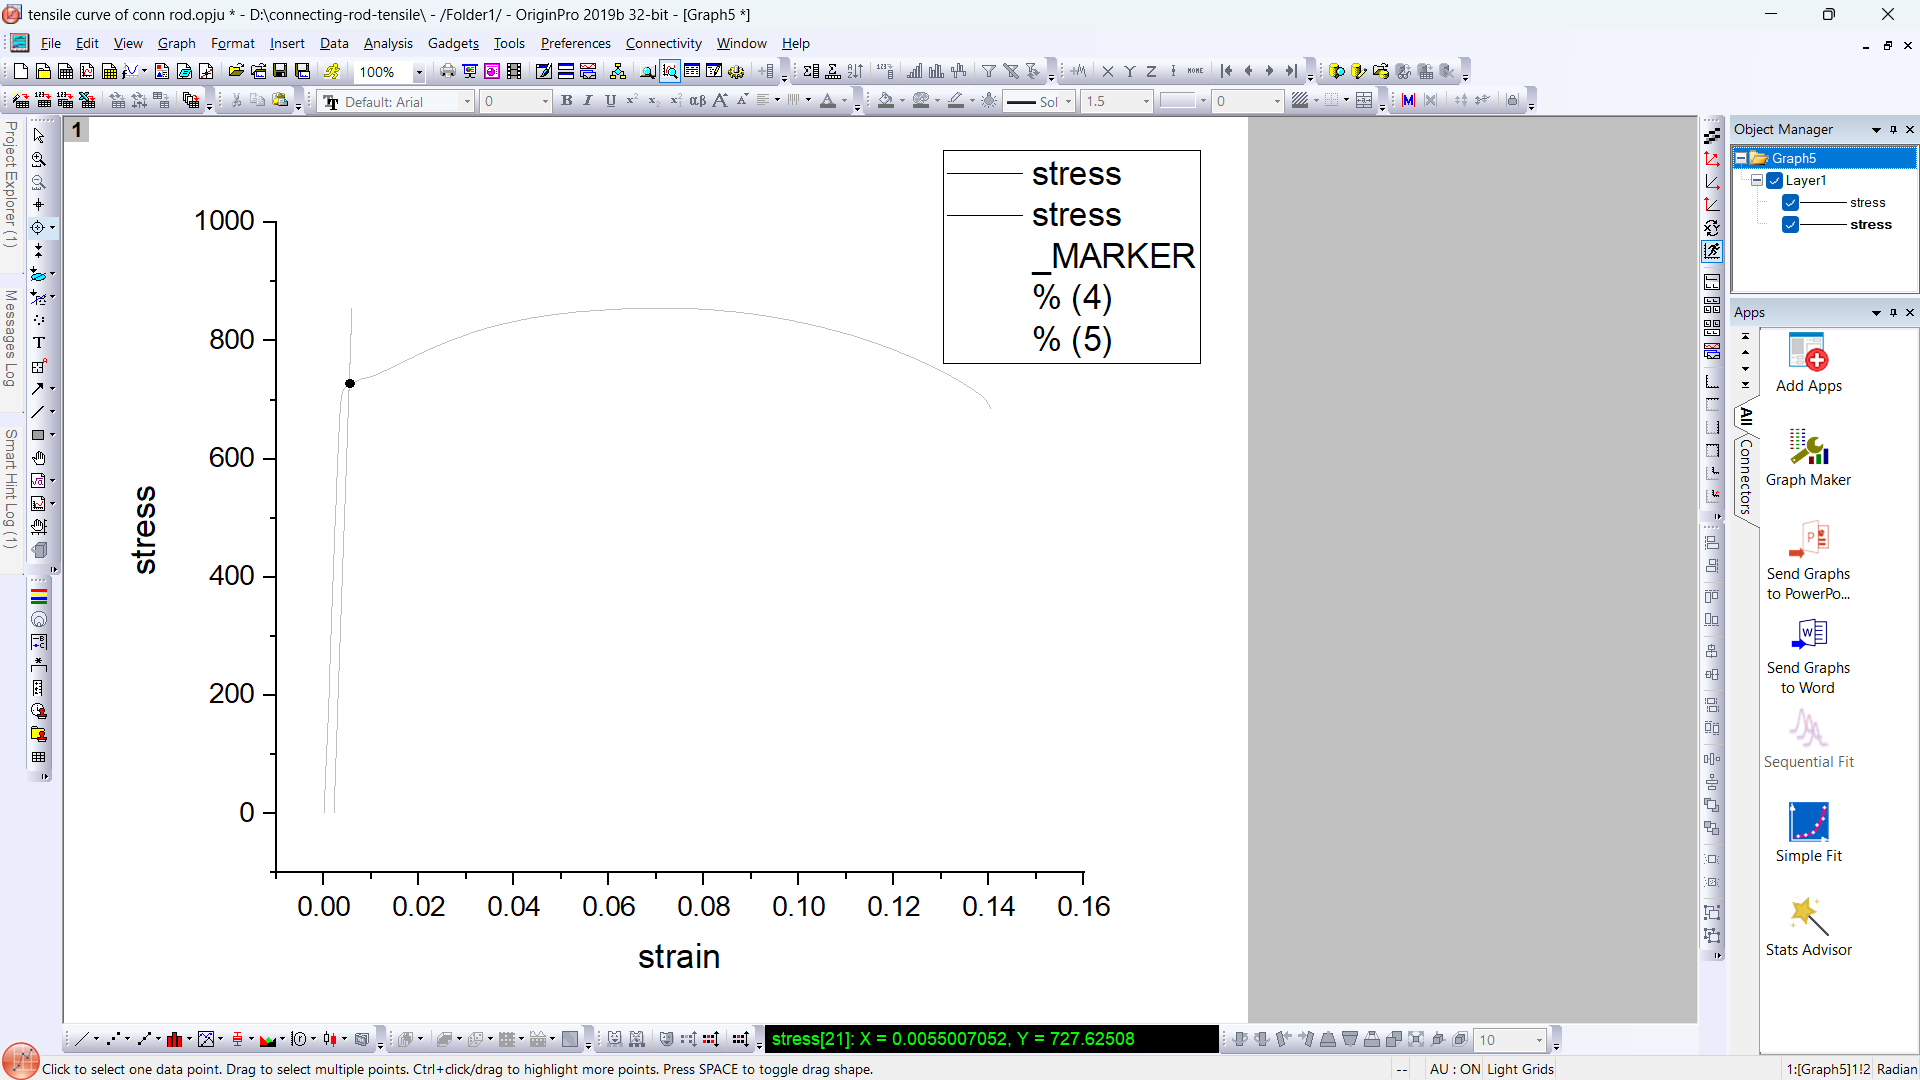 tensile curve of conn rod.opju * - D:\connecting-rod-tensile\ - /Folder1/ - OriginPro 2019b 32-bit - [Graph5 *]
File Edit View Graph Format Insert Data Analysis Gadgets Tools Preferences Connectivity Window Help
100%
Default: Arial 0 B I U αβ Sol 1.5 0
Project Explorer (1)
Messages Log
Smart Hint Log (1)
1
stress
stress
_MARKER
% (4)
% (5)
1000
800
600
400
200
0
stress
0.00 0.02 0.04 0.06 0.08 0.10 0.12 0.14 0.16
strain
Object Manager
Graph5
Layer1
stress
stress
Apps
All
Connectors
Add Apps
Graph Maker
Send Graphs
to PowerPo...
Send Graphs
to Word
Sequential Fit
Simple Fit
Stats Advisor
stress[21]: X = 0.0055007052, Y = 727.62508
10
Click to select one data point. Drag to select multiple points. Ctrl+click/drag to highlight more points. Press SPACE to toggle drag shape.
-- AU : ON Light Grids 1:[Graph5]1!2 Radian